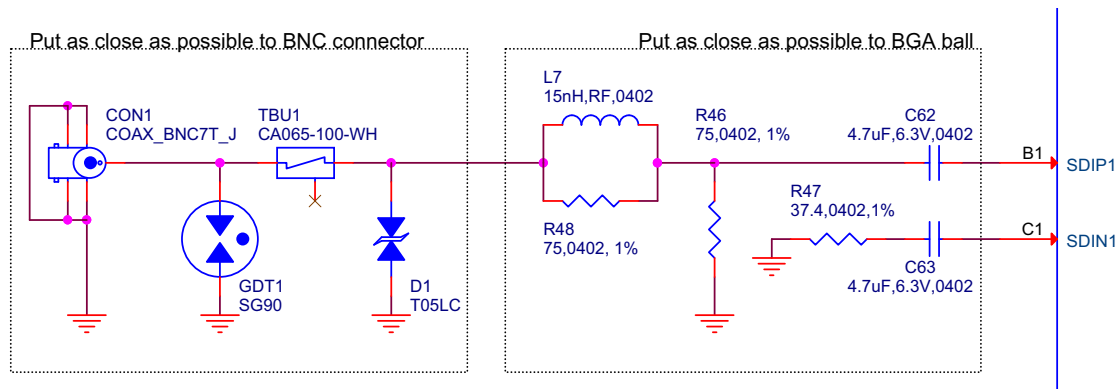 Put as close as possible to BNC connector
Put as close as possible to BGA ball
CON1
COAX_BNC7T_J
TBU1
CA065-100-WH
GDT1
SG90
D1
T05LC
L7
15nH,RF,0402
R48
75,0402, 1%
R46
75,0402, 1%
R47
37.4,0402,1%
C62
4.7uF,6.3V,0402
C63
4.7uF,6.3V,0402
B1
SDIP1
C1
SDIN1